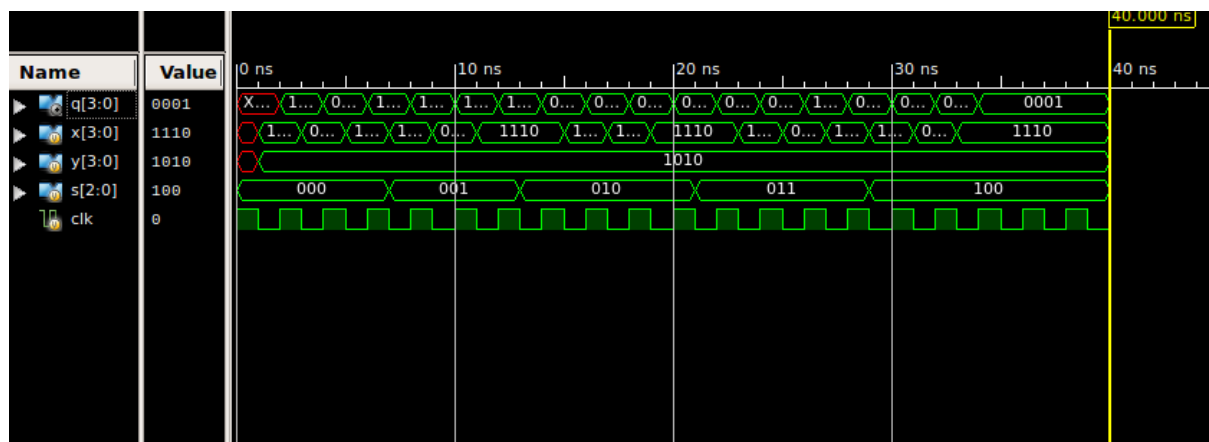 40.000 ns
Name Value 0 ns 10 ns 20 ns 30 ns 40 ns
q[3:0] 0001 X... 1... 0... 1... 1... 1... 1... 0... 0... 0... 0... 0... 0... 1... 0... 0... 0... 0001
x[3:0] 1110 1... 0... 1... 1... 0... 1110 1... 1... 1110 1... 0... 1... 1... 0... 1110
y[3:0] 1010 1010
s[2:0] 100 000 001 010 011 100
clk 0